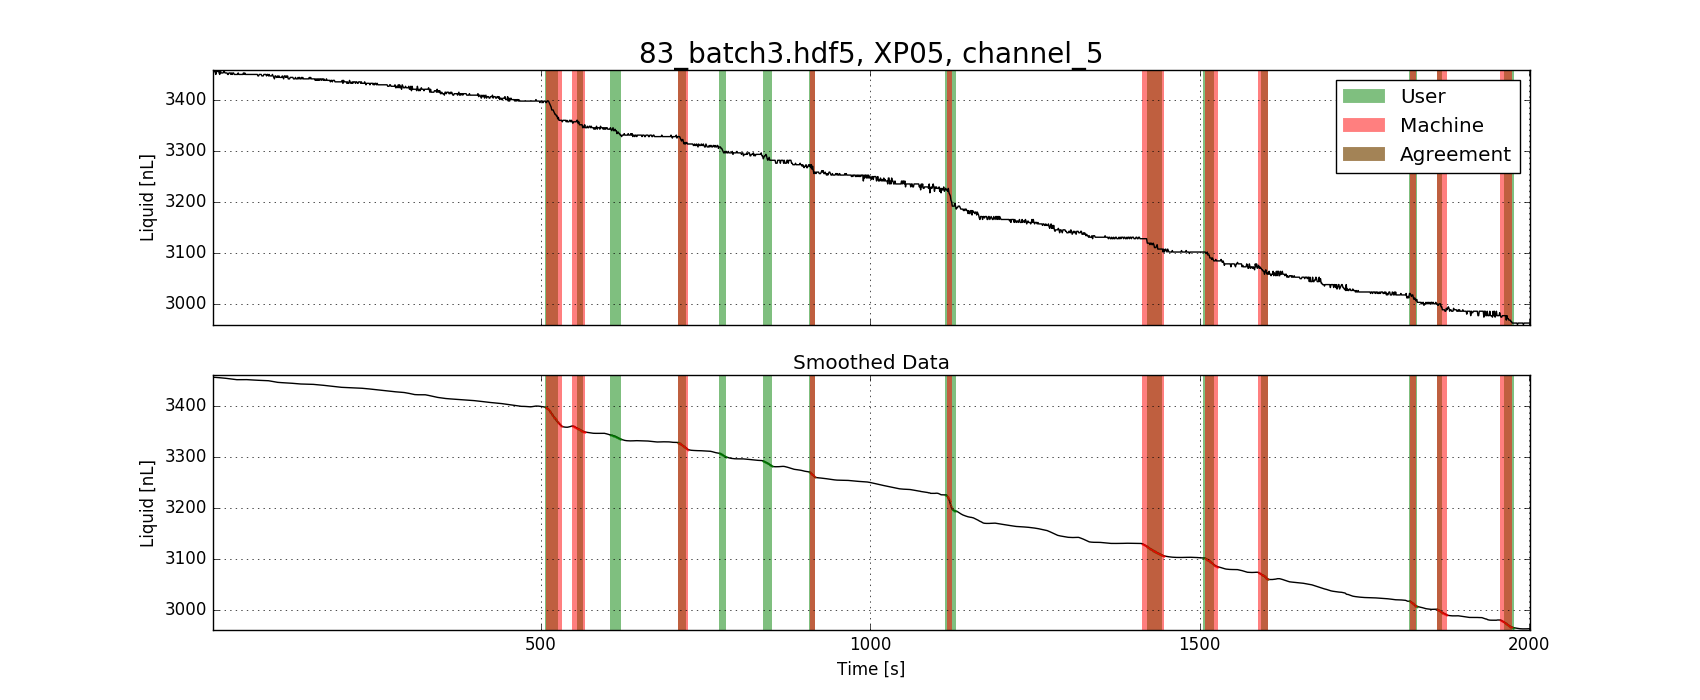 83_batch3.hdf5, XP05, channel_5
Liquid [nL]
3400
3300
3200
3100
3000
User
Machine
Agreement
Smoothed Data
Liquid [nL]
3400
3300
3200
3100
3000
500
1000
1500
2000
Time [s]